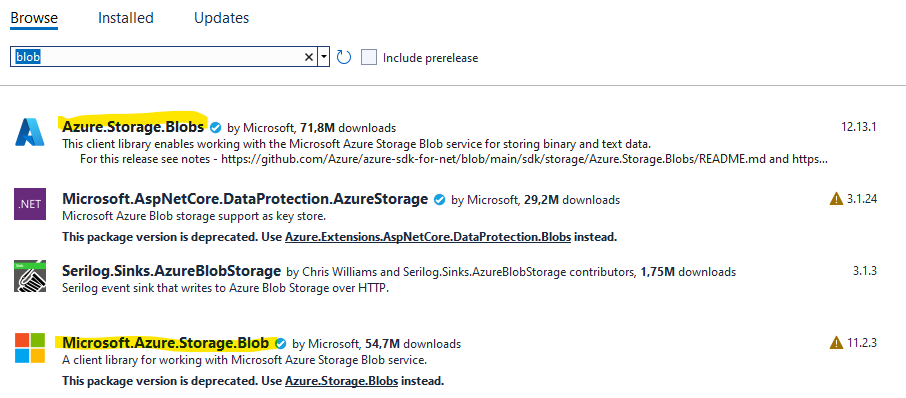 Browse Installed Updates
blob Include prerelease
Azure.Storage.Blobs by Microsoft, 71,8M downloads 12.13.1
This client library enables working with the Microsoft Azure Storage Blob service for storing binary and text data.
For this release see notes - https://github.com/Azure/azure-sdk-for-net/blob/main/sdk/storage/Azure.Storage.Blobs/README.md and https...
.NET Microsoft.AspNetCore.DataProtection.AzureStorage by Microsoft, 29,2M downloads 3.1.24
Microsoft Azure Blob storage support as key store.
This package version is deprecated. Use Azure.Extensions.AspNetCore.DataProtection.Blobs instead.
Serilog.Sinks.AzureBlobStorage by Chris Williams and Serilog.Sinks.AzureBlobStorage contributors, 1,75M downloads 3.1.3
Serilog event sink that writes to Azure Blob Storage over HTTP.
Microsoft.Azure.Storage.Blob by Microsoft, 54,7M downloads 11.2.3
A client library for working with Microsoft Azure Storage Blob service.
This package version is deprecated. Use Azure.Storage.Blobs instead.